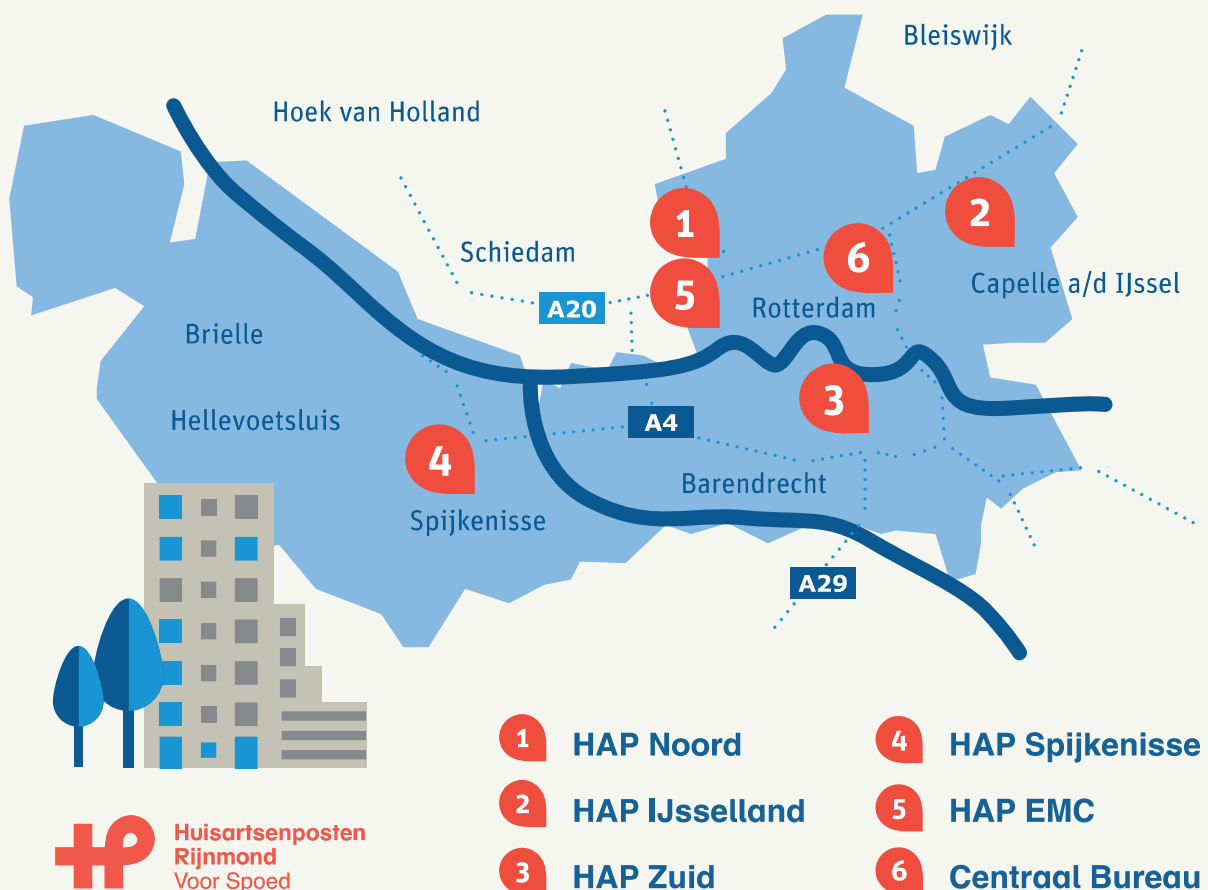 Bleiswijk
Hoek van Holland
1
2
Schiedam
6
5
Capelle a/d IJssel
A20
Rotterdam
Brielle
3
Hellevoetsluis
A4
4
Barendrecht
Spijkenisse
A29
1 HAP Noord
2 HAP IJsselland
3 HAP Zuid
4 HAP Spijkenisse
5 HAP EMC
6 Centraal Bureau
Huisartsenposten
Rijnmond
Voor Spoed